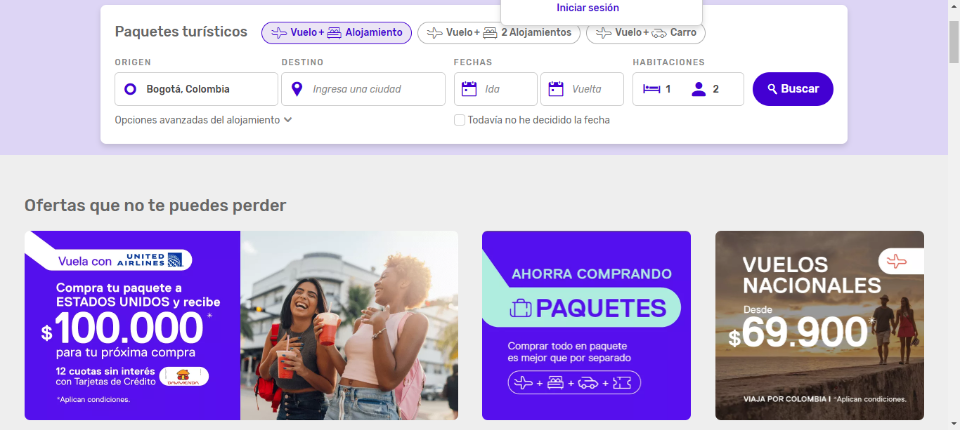 Iniciar sesión
Paquetes turísticos
Vuelo + Alojamiento
Vuelo + 2 Alojamientos
Vuelo + Carro
ORIGEN
DESTINO
FECHAS
HABITACIONES
Bogotá, Colombia
Ingresa una ciudad
Ida
Vuelta
1
2
Buscar
Opciones avanzadas del alojamiento
Todavía no he decidido la fecha
Ofertas que no te puedes perder
Vuela con UNITED AIRLINES
Compra tu paquete a
ESTADOS UNIDOS y recibe
$100.000*
para tu próxima compra
12 cuotas sin interés
con Tarjetas de Crédito DAVIVIENDA
*Aplican condiciones.
AHORRA COMPRANDO
PAQUETES
Comprar todo en paquete
es mejor que por separado
+ + +
VUELOS
NACIONALES
Desde
$69.900*
VIAJA POR COLOMBIA I *Aplican condiciones.